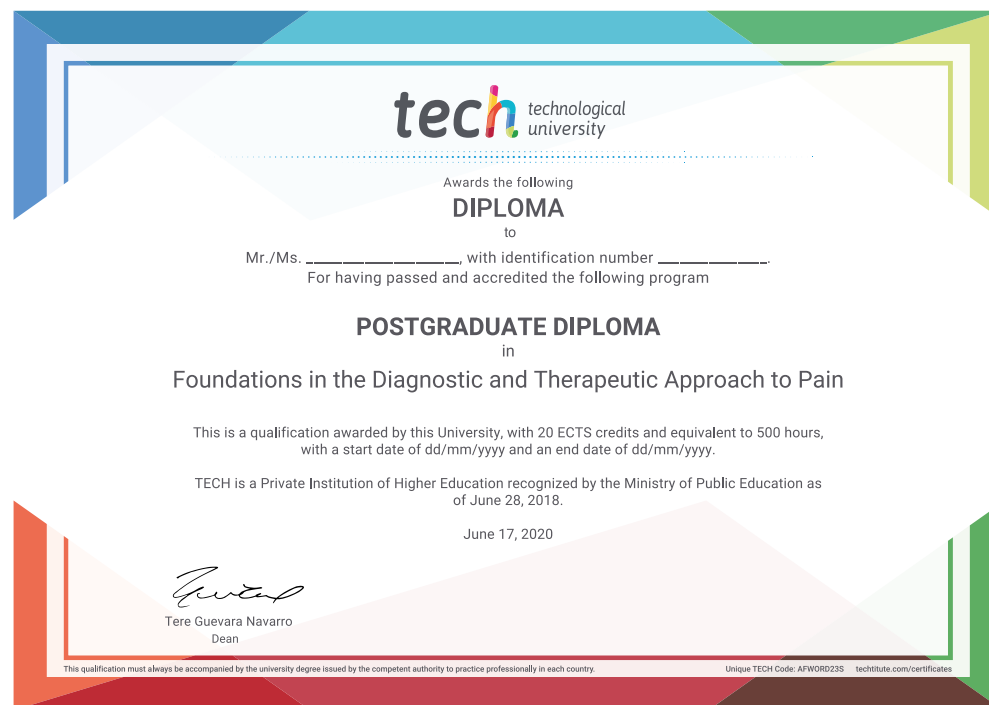 tech technological
university
Awards the following
DIPLOMA
to
Mr./Ms. ____________________, with identification number ______________.
For having passed and accredited the following program
POSTGRADUATE DIPLOMA
in
Foundations in the Diagnostic and Therapeutic Approach to Pain
This is a qualification awarded by this University, with 20 ECTS credits and equivalent to 500 hours,
with a start date of dd/mm/yyyy and an end date of dd/mm/yyyy.
TECH is a Private Institution of Higher Education recognized by the Ministry of Public Education as
of June 28, 2018.
June 17, 2020
Tere Guevara Navarro
Dean
This qualification must always be accompanied by the university degree issued by the competent authority to practice professionally in each country.
Unique TECH Code: AFWORD23S techtitute.com/certificates